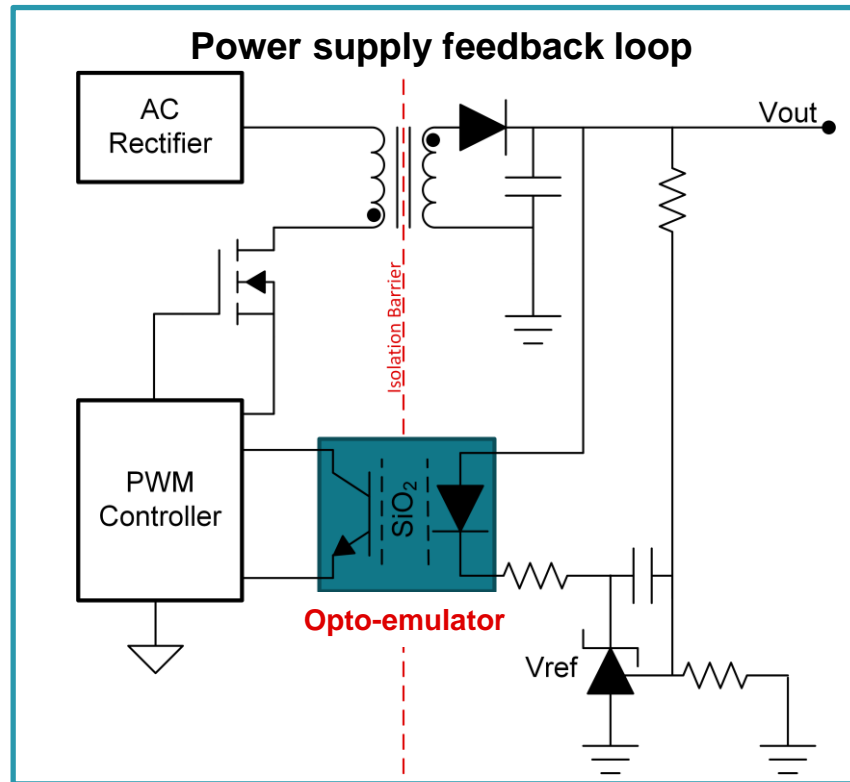 Power supply feedback loop
AC
Rectifier
Vout
Isolation Barrier
PWM
Controller
SiO₂
Opto-emulator
Vref